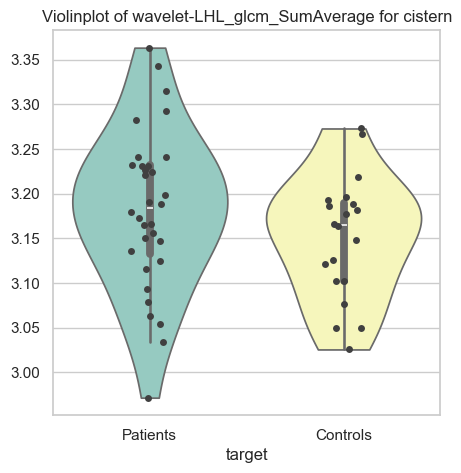 Violinplot of wavelet-LHL_glcm_SumAverage for cistern
3.35
3.30
3.25
3.20
3.15
3.10
3.05
3.00
Patients Controls
target